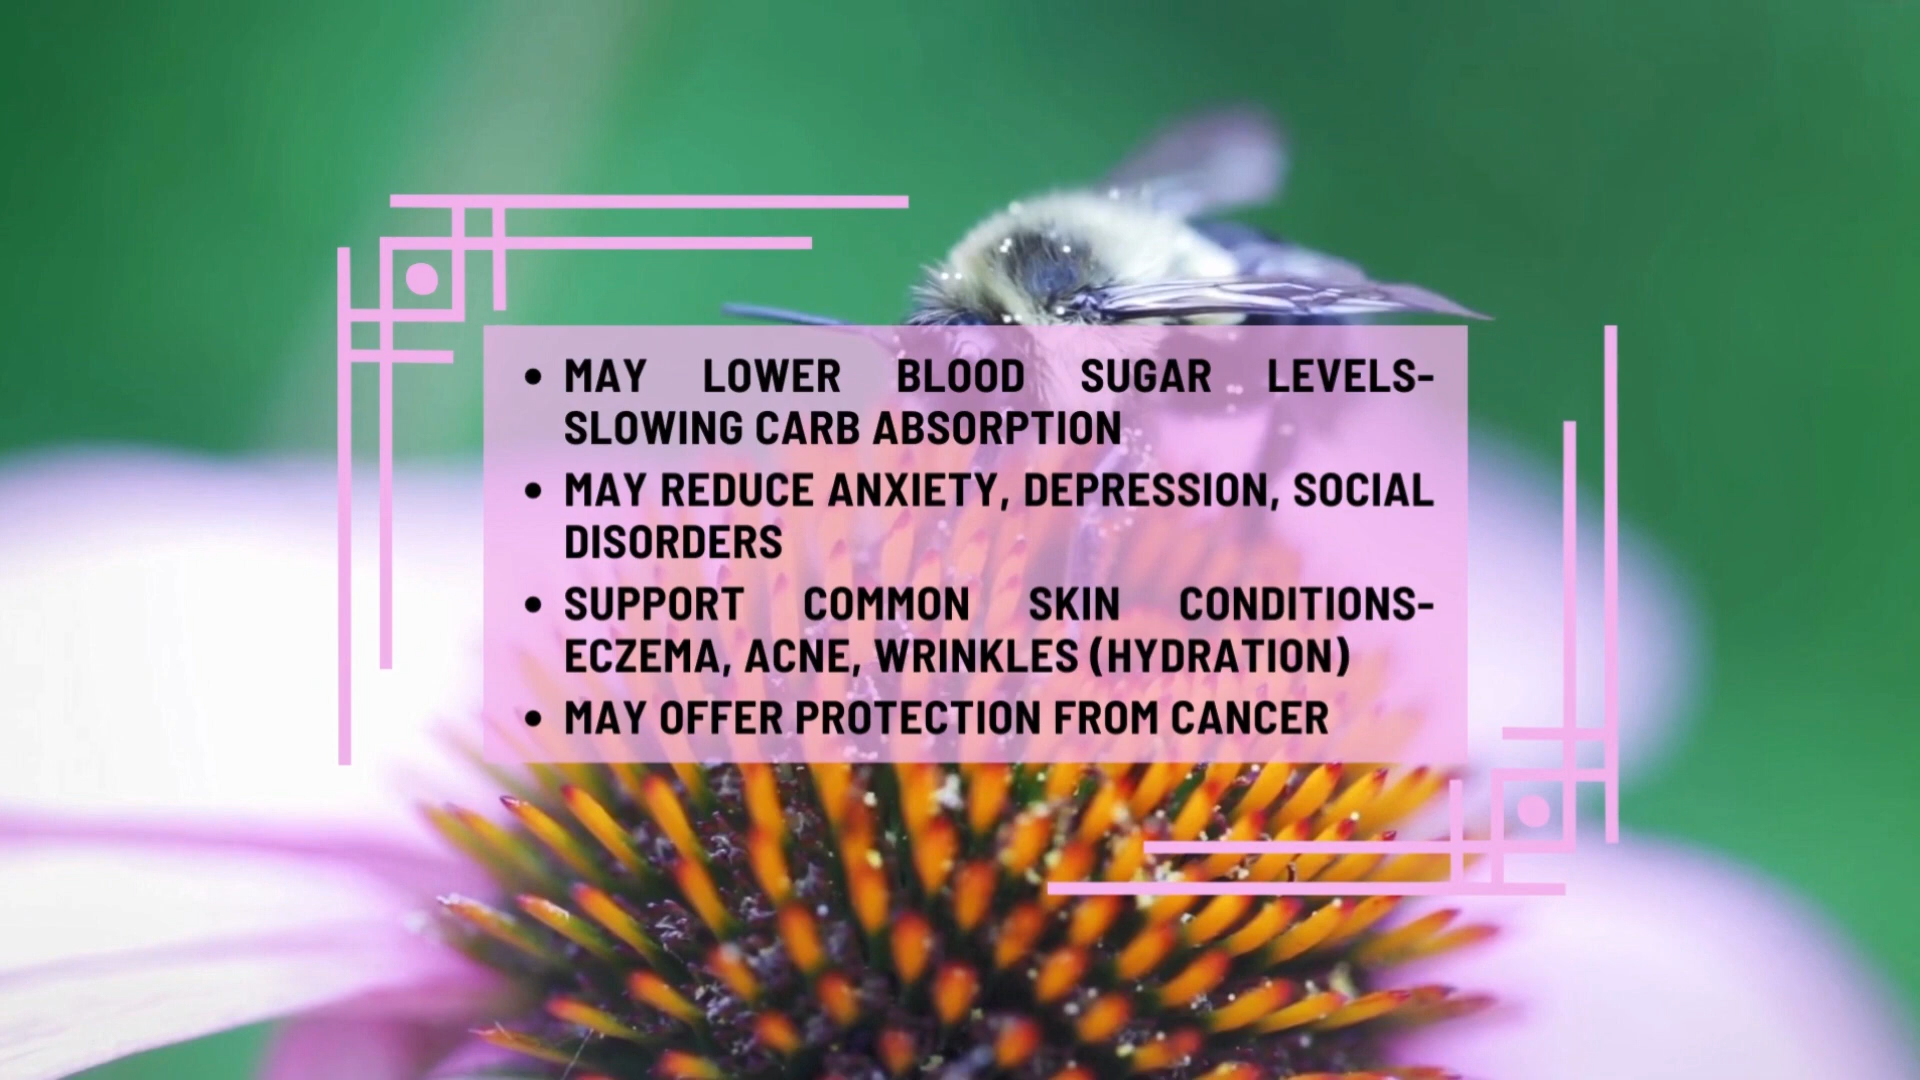 • MAY LOWER BLOOD SUGAR LEVELS-
SLOWING CARB ABSORPTION
• MAY REDUCE ANXIETY, DEPRESSION, SOCIAL
DISORDERS
• SUPPORT COMMON SKIN CONDITIONS-
ECZEMA, ACNE, WRINKLES (HYDRATION)
• MAY OFFER PROTECTION FROM CANCER